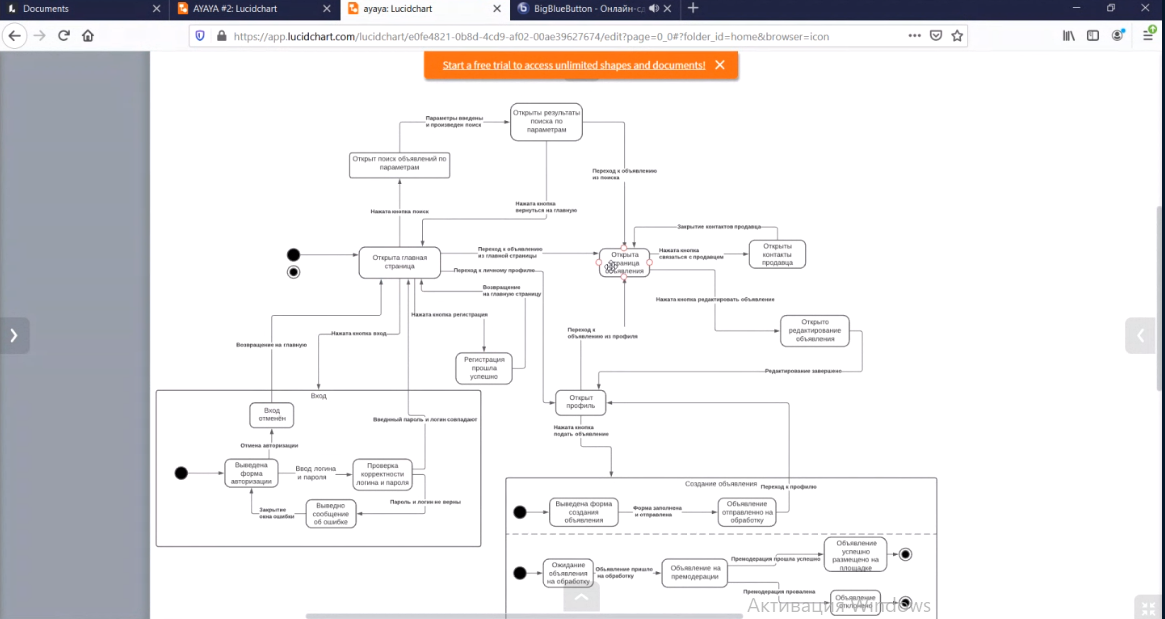 Documents
AYAYA #2: Lucidchart
ayaya: Lucidchart
BigBlueButton - Онлайн-сд
https://app.lucidchart.com/lucidchart/e0fe4821-0b8d-4cd9-af02-00ae39627674/edit?page=0_0#?folder_id=home&browser=icon
Start a free trial to access unlimited shapes and documents!
Параметры введены
и произведен поиск
Открыты результаты
поиска по
параметрам
Открыт поиск объявлений по
параметрам
Переход к объявлению
из поиска
Нажата кнопка поиск
Нажата кнопка
вернуться на главную
Закрытие контактов продавца
Открыта главная
страница
Переход к объявлению
из главной страницы
Открыта
страница
объявления
Нажата кнопка
связаться с продавцом
Открыты
контакты
продавца
Переход к личному профилю
Возвращение
на главную страницу
Нажата кнопка редактировать объявление
Нажата кнопка регистрация
Нажата кнопка вход
Переход к
объявлению из профиля
Открыто
редактирование
объявления
Возвращение на главную
Регистрация
прошла
успешно
Редактирование завершено
Вход
Открыт
профиль
Вход
отменён
Введенный пароль и логин совпадают
Нажата кнопка
подать объявление
Отмена авторизации
Выведена
форма
авторизации
Ввод логина
и пароля
Проверка
корректности
логина и пароля
Создание объявления
Переход к профилю
Закрытие
окна ошибки
Выведно
сообщение
об ошибке
Пароль и логин не верны
Выведена форма
создания
объявления
Форма заполнена
и отправлена
Объявление
отправленно на
обработку
Ожидание
объявления
на обработку
Объявление пришло
на обработку
Объявление на
премодерации
Премодерация прошла успешно
Объявление
успешно
размещено на
площадке
Премодерация провалена
Объявление
отклонено
Активация Windows